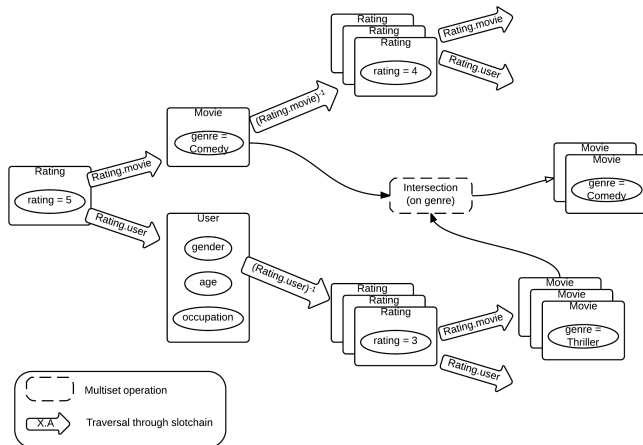 Rating
Rating
Rating
rating = 4
Rating.movie
Rating.user
(Rating.movie)-1
Movie
genre =
Comedy
Rating.movie
Rating
rating = 5
Rating.user
User
gender
age
occupation
(Rating.user)-1
Intersection
(on genre)
Movie
Movie
genre =
Comedy
Rating
Rating
Rating
rating = 3
Rating.movie
Rating.user
Movie
Movie
Movie
genre =
Thriller
Multiset operation
X.A
Traversal through slotchain